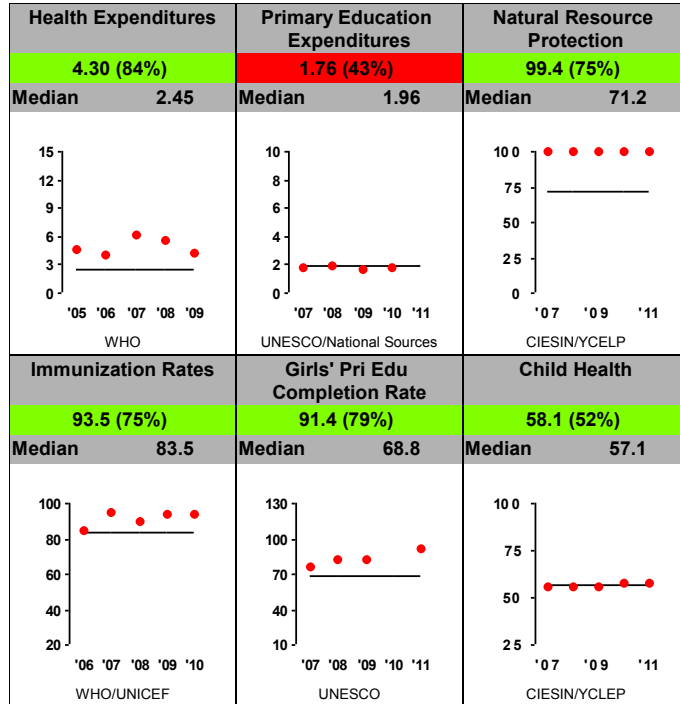 Health Expenditures
4.30 (84%)
Median 2.45
15
12
9
6
3
0
'05 '06 '07 '08 '09
WHO
Primary Education
Expenditures
1.76 (43%)
Median 1.96
10
8
6
4
2
0
'07 '08 '09 '10 '11
UNESCO/National Sources
Natural Resource
Protection
99.4 (75%)
Median 71.2
100
75
50
25
0
'07 '09 '11
CIESIN/YCELP
Immunization Rates
93.5 (75%)
Median 83.5
100
80
60
40
20
'06 '07 '08 '09 '10
WHO/UNICEF
Girls' Pri Edu
Completion Rate
91.4 (79%)
Median 68.8
130
100
70
40
10
'07 '08 '09 '10 '11
UNESCO
Child Health
58.1 (52%)
Median 57.1
100
75
50
25
'07 '09 '11
CIESIN/YCLEP